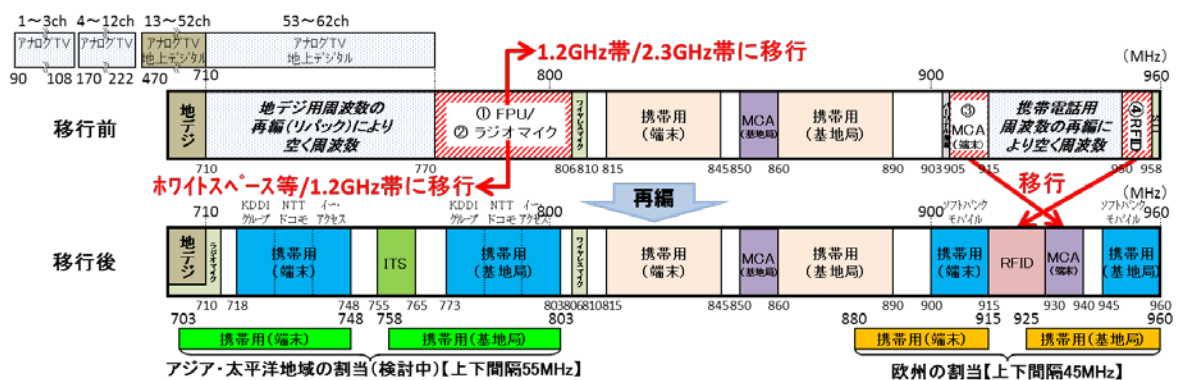 1～3ch 4～12ch 13～52ch 53～62ch
ｱﾅﾛｸﾞTV ｱﾅﾛｸﾞTV ｱﾅﾛｸﾞTV 地上ﾃﾞｼﾞﾀﾙ ｱﾅﾛｸﾞTV 地上ﾃﾞｼﾞﾀﾙ
90 108 170 222 470 710
1.2GHz帯/2.3GHz帯に移行
800 900 (MHz) 960
移行前
地デジ
地デジ用周波数の
再編(リパック)により
空く周波数
① FPU/
② ラジオマイク
ﾜｲﾔﾚｽﾏｲｸ
携帯用
(端末)
MCA
(基地局)
携帯用
(基地局)
③
MCA
(端末)
携帯電話用
周波数の再編に
より空く周波数
④RFID
710 770 806 810 815 845 850 860 890 903 905 915 950 958
ホワイトスペース等/1.2GHz帯に移行
再編
移行
(MHz)
710 800 900 960
KDDI グループ NTT ドコモ イー・アクセス
KDDI グループ NTT ドコモ イー・アクセス
ソフトバンク モバイル
ソフトバンク モバイル
移行後
地デジ
ラジオマイク
携帯用
(端末)
ITS
携帯用
(基地局)
ﾜｲﾔﾚｽﾏｲｸ
携帯用
(端末)
MCA
(基地局)
携帯用
(基地局)
携帯用
(端末)
RFID
MCA
(端末)
携帯用
(基地局)
710 718 748 755 765 773 803 806 810 815 845 850 860 890 900 915 930 940 945 960
703 748 758 803 880 915 925 960
携帯用(端末) 携帯用(基地局) 携帯用(端末) 携帯用(基地局)
アジア・太平洋地域の割当(検討中)【上下間隔55MHz】
欧州の割当【上下間隔45MHz】